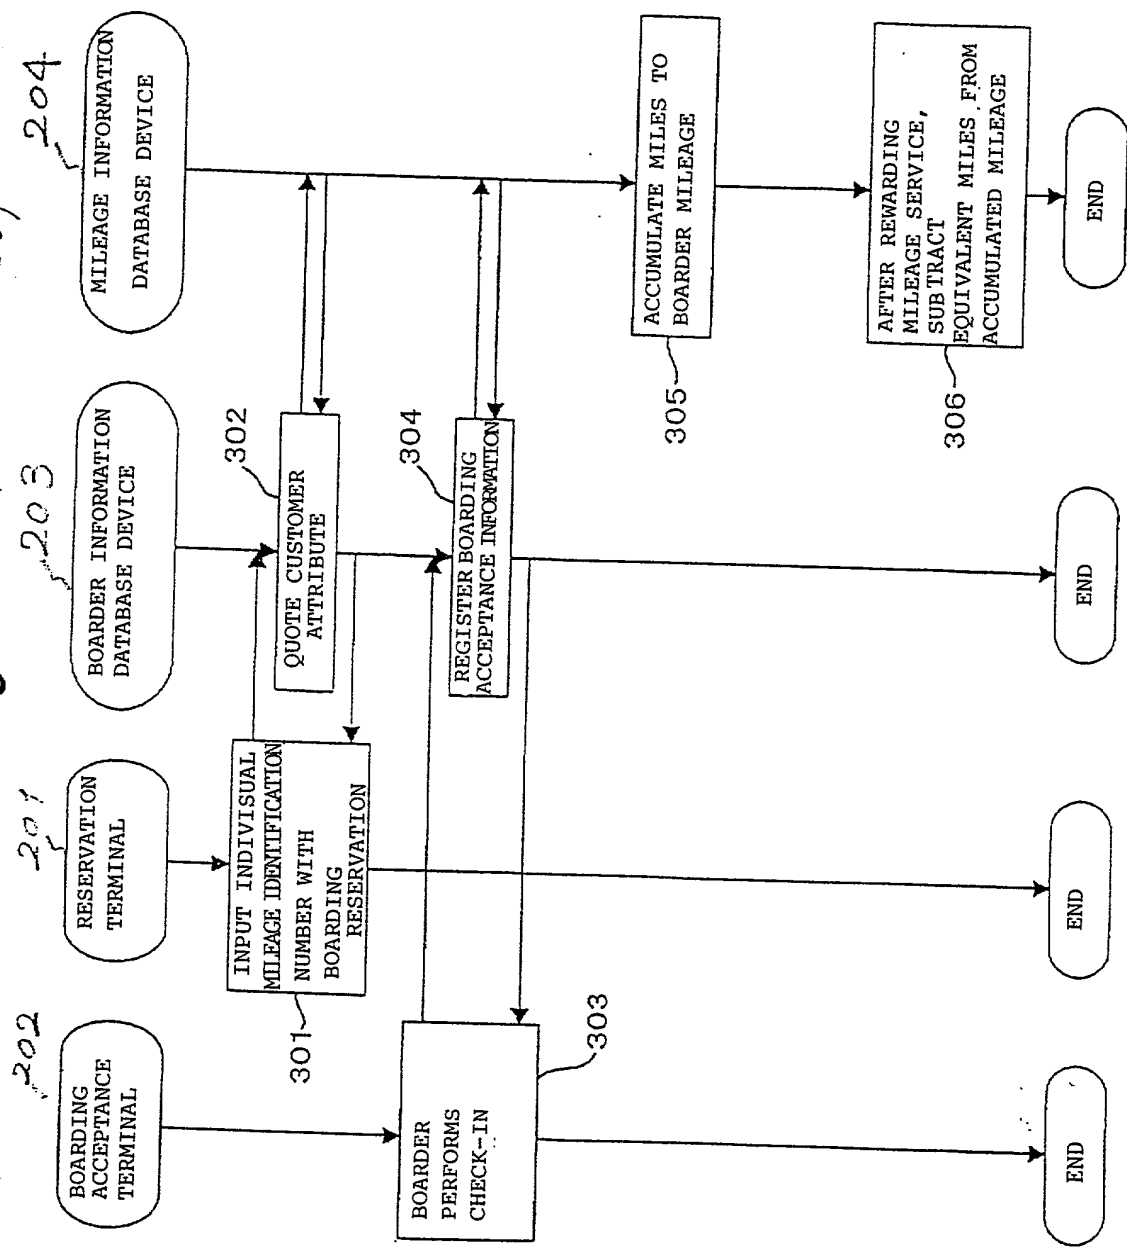 202
BOARDING
ACCEPTANCE
TERMINAL
201
RESERVATION
TERMINAL
203
BOARDER INFORMATION
DATABASE DEVICE
204
MILEAGE INFORMATION
DATABASE DEVICE
301
INPUT INDIVISUAL
MILEAGE IDENTIFICATION
NUMBER WITH
BOARDING
RESERVATION
302
QUOTE CUSTOMER
ATTRIBUTE
BOARDER
PERFORMS
CHECK-IN
303
304
REGISTER BOARDING
ACCEPTANCE INFORMATION
305
ACCUMULATE MILES TO
BOARDER MILEAGE
306
AFTER REWARDING
MILEAGE SERVICE,
SUBTRACT
EQUIVALENT MILES FROM
ACCUMULATED MILEAGE
END
END
END
END